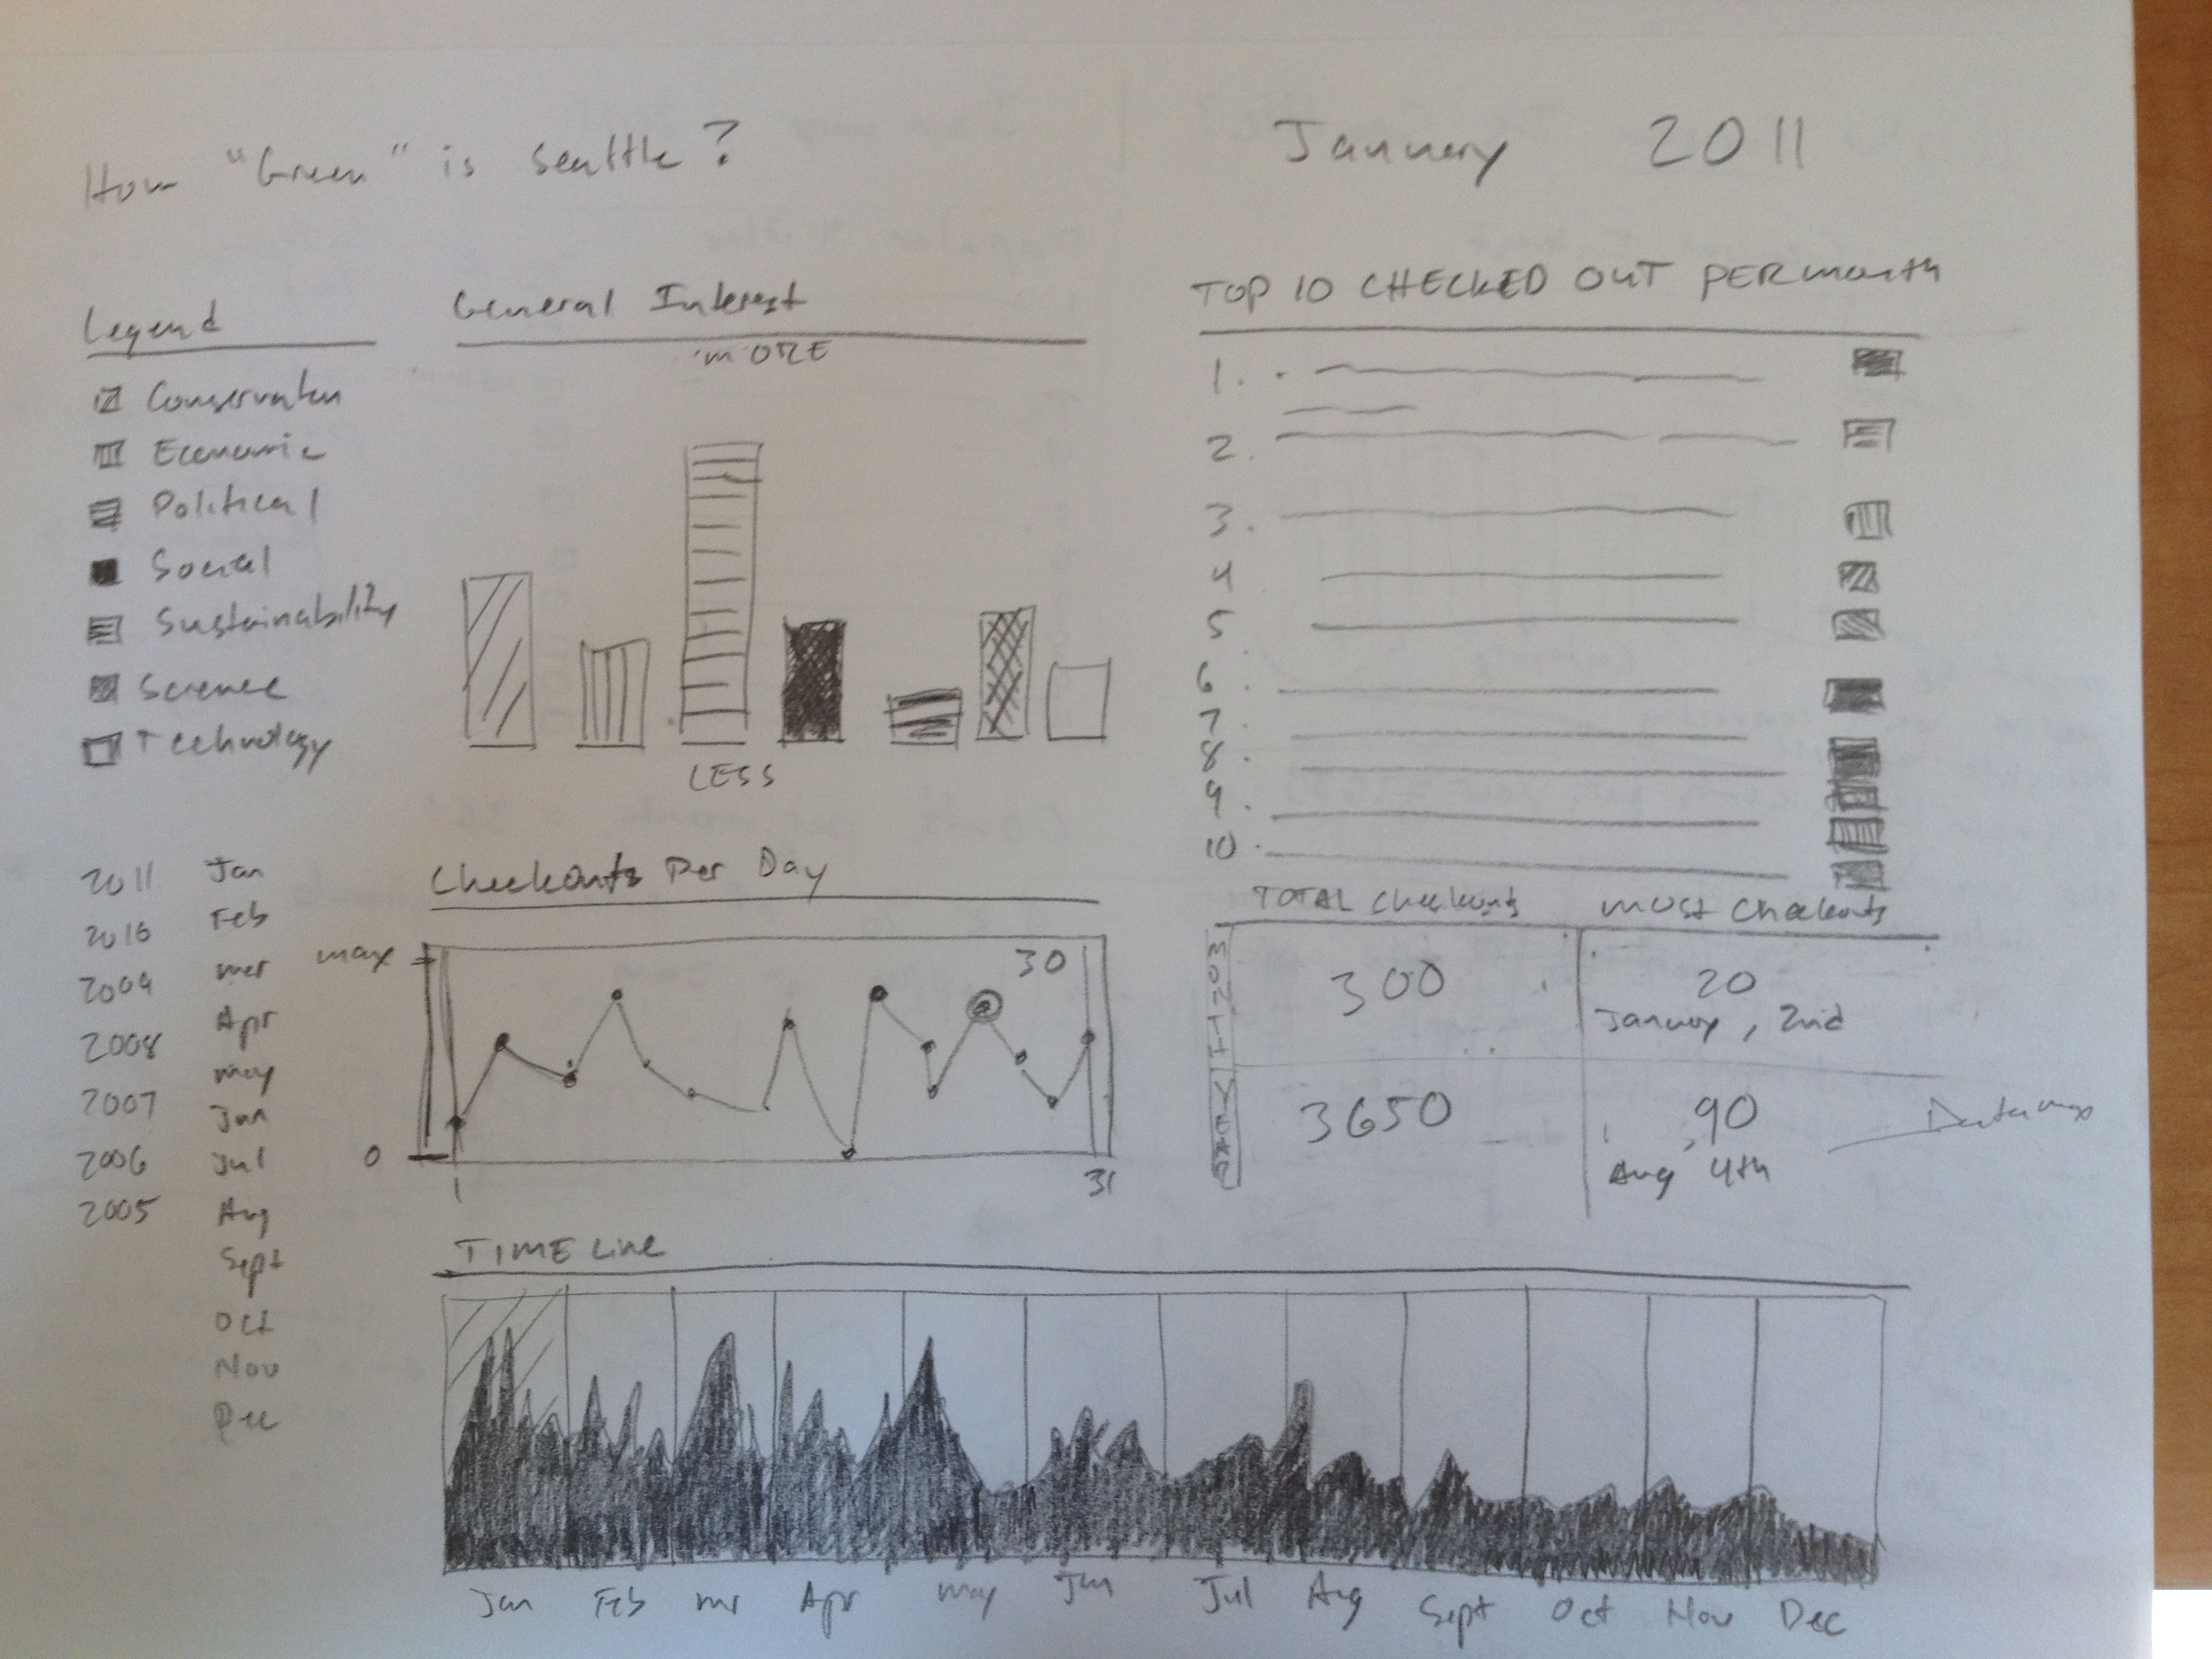 How "Green" is Seattle?
January 2011
Legend
Conservation
Economic
Political
Social
Sustainability
Science
Technology
General Interest
MORE
LESS
TOP 10 CHECKED OUT PER month
1.
2.
3.
4
5
6
7
8
9
10
2011
2010
2009
2008
2007
2006
2005
Jan
Feb
mar
Apr
may
Jun
Jul
Aug
Sept
Oct
Nov
Dec
Checkouts Per Day
max
0
30
1
31
TOTAL Checkouts
MOST Checkouts
MONTH
300
20
January, 2nd
YEAR
3650
90
Aug 4th
TIME Line
Jan Feb mr Apr may Jun Jul Aug Sept Oct Nov Dec